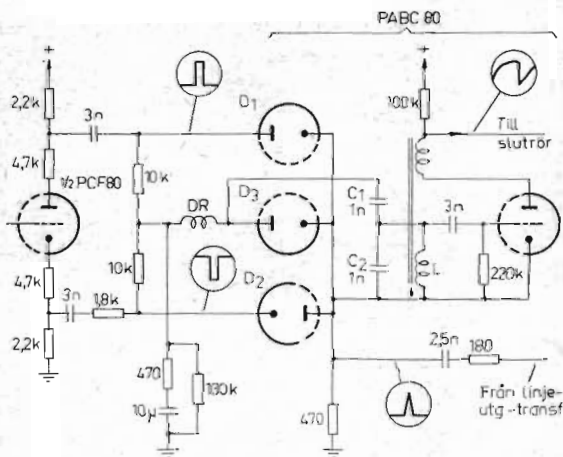 PABC 80
+
+
2,2k
3n
D₁
100k
Till
slutrör
4,7k
½ PCF80
10k
DR
D₃
C1
1n
3n
10k
C2
1n
L
220k
4,7k
3n
1,8k
D₂
2,2k
470
130k
10µ
470
2,5n
180
Från linje-
utg-transf